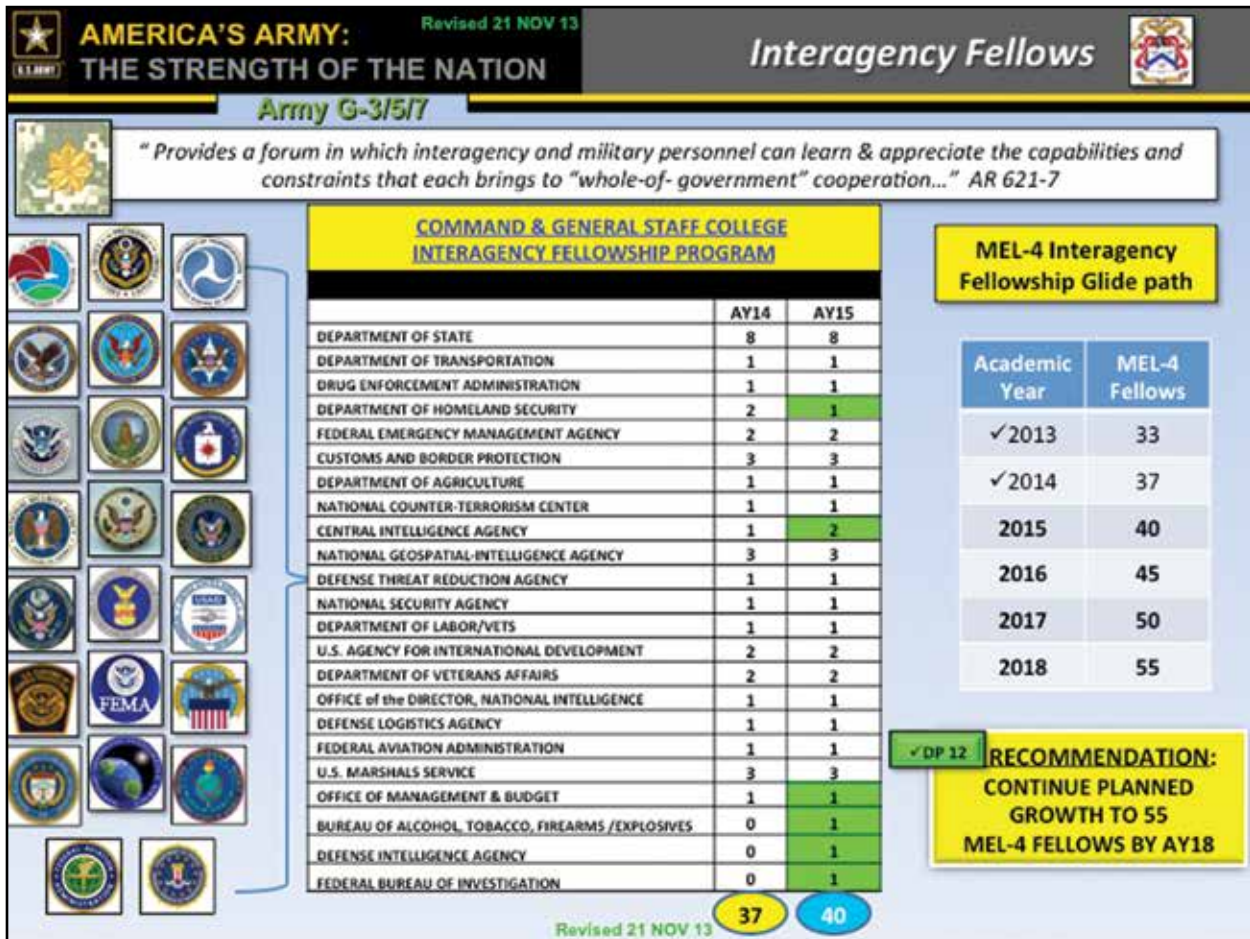 Revised 21 NOV 13
AMERICA'S ARMY:
THE STRENGTH OF THE NATION
U.S. ARMY
Interagency Fellows
Army G-3/5/7
" Provides a forum in which interagency and military personnel can learn & appreciate the capabilities and
constraints that each brings to "whole-of- government" cooperation..." AR 621-7
COMMAND & GENERAL STAFF COLLEGE
INTERAGENCY FELLOWSHIP PROGRAM
AY14 AY15
DEPARTMENT OF STATE 8 8
DEPARTMENT OF TRANSPORTATION 1 1
DRUG ENFORCEMENT ADMINISTRATION 1 1
DEPARTMENT OF HOMELAND SECURITY 2 1
FEDERAL EMERGENCY MANAGEMENT AGENCY 2 2
CUSTOMS AND BORDER PROTECTION 3 3
DEPARTMENT OF AGRICULTURE 1 1
NATIONAL COUNTER-TERRORISM CENTER 1 1
CENTRAL INTELLIGENCE AGENCY 1 2
NATIONAL GEOSPATIAL-INTELLIGENCE AGENCY 3 3
DEFENSE THREAT REDUCTION AGENCY 1 1
NATIONAL SECURITY AGENCY 1 1
DEPARTMENT OF LABOR/VETS 1 1
U.S. AGENCY FOR INTERNATIONAL DEVELOPMENT 2 2
DEPARTMENT OF VETERANS AFFAIRS 2 2
OFFICE of the DIRECTOR, NATIONAL INTELLIGENCE 1 1
DEFENSE LOGISTICS AGENCY 1 1
FEDERAL AVIATION ADMINISTRATION 1 1
U.S. MARSHALS SERVICE 3 3
OFFICE OF MANAGEMENT & BUDGET 1 1
BUREAU OF ALCOHOL, TOBACCO, FIREARMS /EXPLOSIVES 0 1
DEFENSE INTELLIGENCE AGENCY 0 1
FEDERAL BUREAU OF INVESTIGATION 0 1
37 40
Revised 21 NOV 13
USAID
FEMA
MEL-4 Interagency
Fellowship Glide path
Academic Year MEL-4 Fellows
✓2013 33
✓2014 37
2015 40
2016 45
2017 50
2018 55
✓DP 12
RECOMMENDATION:
CONTINUE PLANNED
GROWTH TO 55
MEL-4 FELLOWS BY AY18